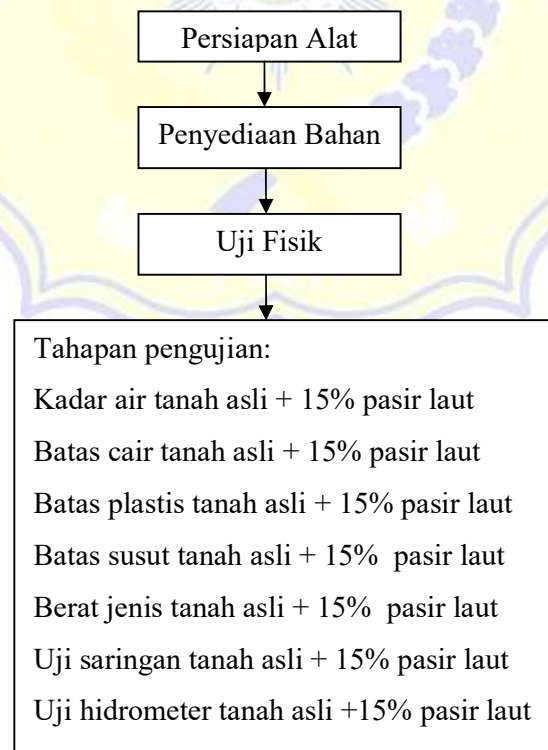 Persiapan Alat
Penyediaan Bahan
Uji Fisik
Tahapan pengujian:
Kadar air tanah asli + 15% pasir laut
Batas cair tanah asli + 15% pasir laut
Batas plastis tanah asli + 15% pasir laut
Batas susut tanah asli + 15%  pasir laut
Berat jenis tanah asli + 15%  pasir laut
Uji saringan tanah asli + 15% pasir laut
Uji hidrometer tanah asli +15% pasir laut